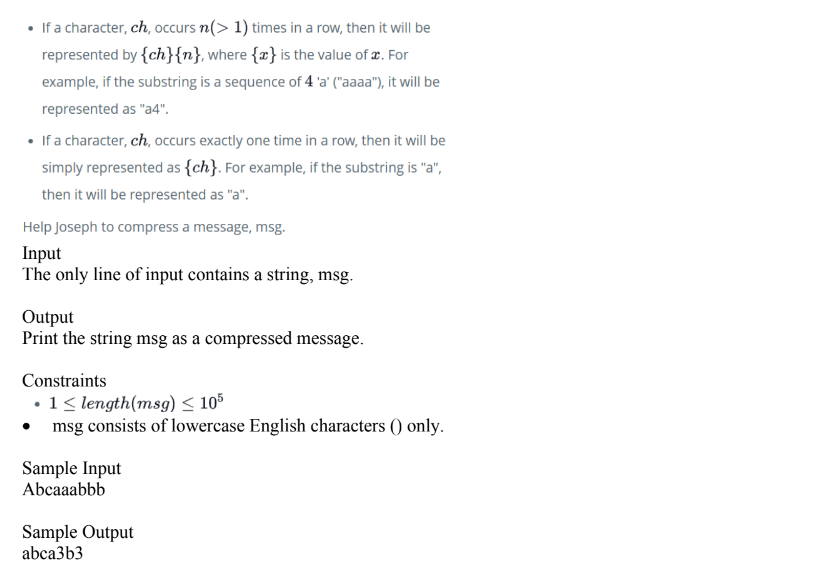 • If a character, ch, occurs n(> 1) times in a row, then it will be
represented by {ch}{n}, where {x} is the value of x. For
example, if the substring is a sequence of 4 'a' ("aaaa"), it will be
represented as "a4".
• If a character, ch, occurs exactly one time in a row, then it will be
simply represented as {ch}. For example, if the substring is "a",
then it will be represented as "a".
Help Joseph to compress a message, msg.
Input
The only line of input contains a string, msg.
Output
Print the string msg as a compressed message.
Constraints
• 1 ≤ length(msg) ≤ 10⁵
• msg consists of lowercase English characters () only.
Sample Input
Abcaaabbb
Sample Output
abca3b3